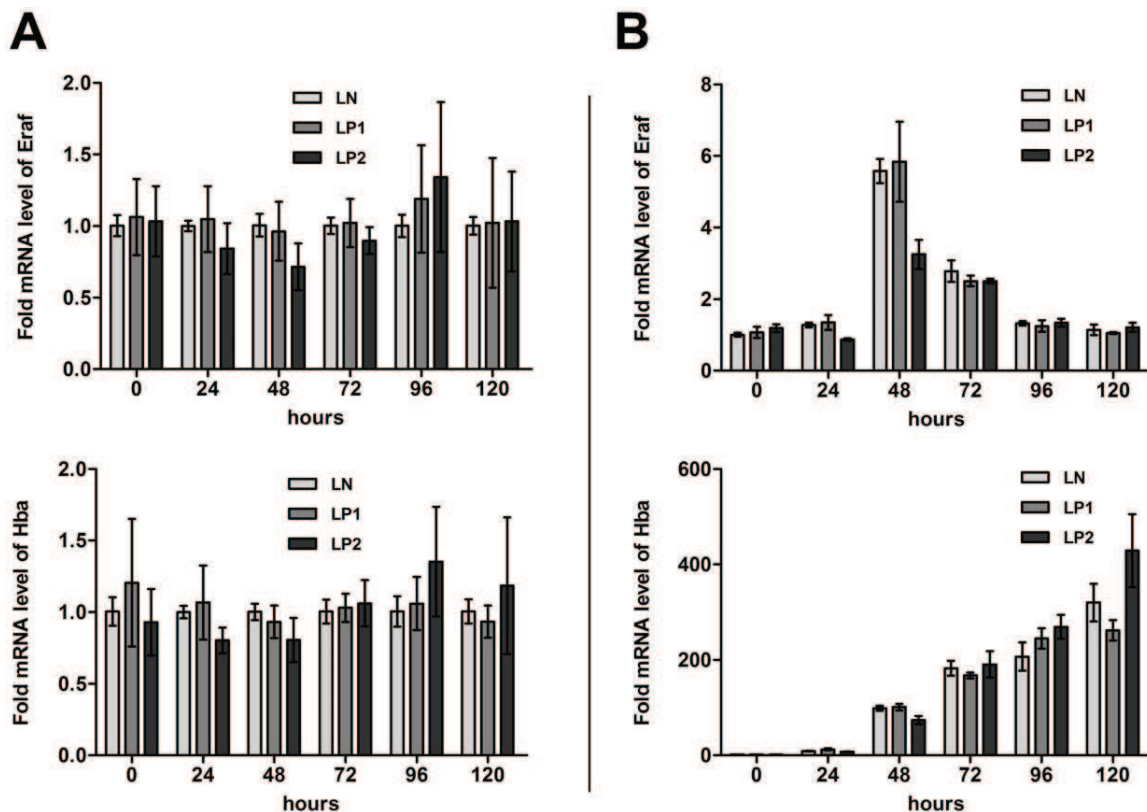 A
Fold mRNA level of Eraf
2.0
1.5
1.0
0.5
0.0
LN
LP1
LP2
0 24 48 72 96 120
hours
Fold mRNA level of Hba
2.0
1.5
1.0
0.5
0.0
LN
LP1
LP2
0 24 48 72 96 120
hours
B
Fold mRNA level of Eraf
8
6
4
2
0
LN
LP1
LP2
0 24 48 72 96 120
hours
Fold mRNA level of Hba
600
400
200
0
LN
LP1
LP2
0 24 48 72 96 120
hours